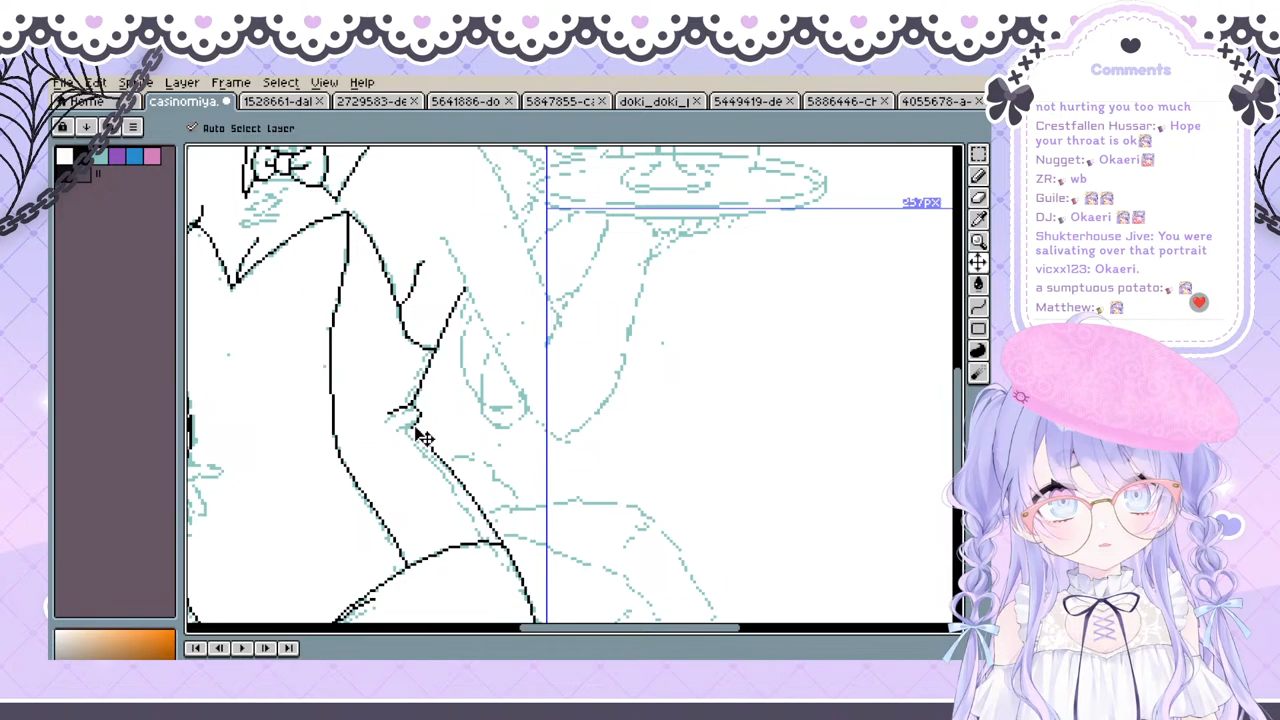 Comments
not hurting you too much
Crestfallen Hussar: Hope
your throat is ok
Nugget: Okaeri
ZR: wb
Guile:
DJ: Okaeri
Shukterhouse Jive: You were
salivating over that portrait
vicxx123: Okaeri.
a sumptuous potato:
Matthew:
File Edit Sprite Layer Frame Select View Help
Home casinomiya. 1528661-dal 2729583-de 5641886-do 5847855-ca doki_doki_ 5449419-de 5886446-ch 4055678-a-
Auto Select Layer
257px